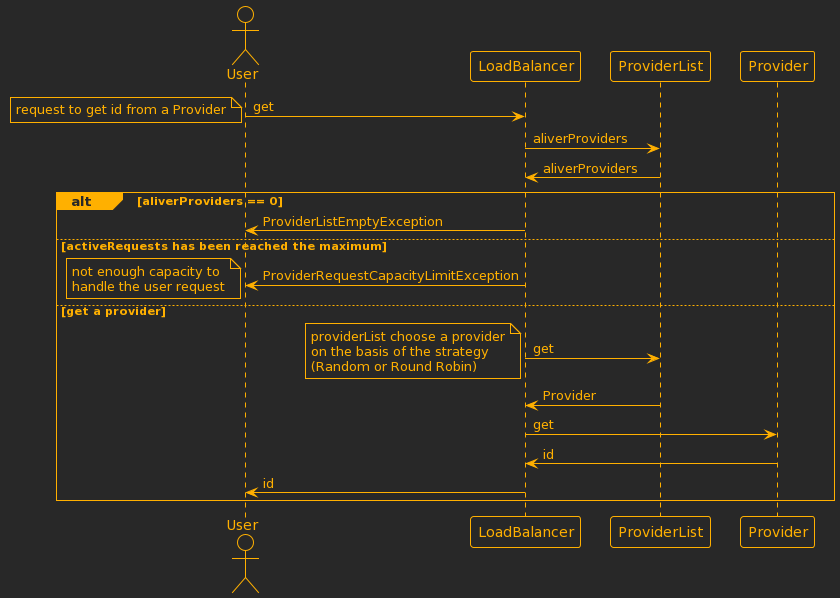 User
LoadBalancer
ProviderList
Provider
request to get id from a Provider
get
aliverProviders
aliverProviders
alt
[aliverProviders == 0]
ProviderListEmptyException
[activeRequests has been reached the maximum]
not enough capacity to
handle the user request
ProviderRequestCapacityLimitException
[get a provider]
providerList choose a provider
on the basis of the strategy
(Random or Round Robin)
get
Provider
get
id
id
User
LoadBalancer
ProviderList
Provider